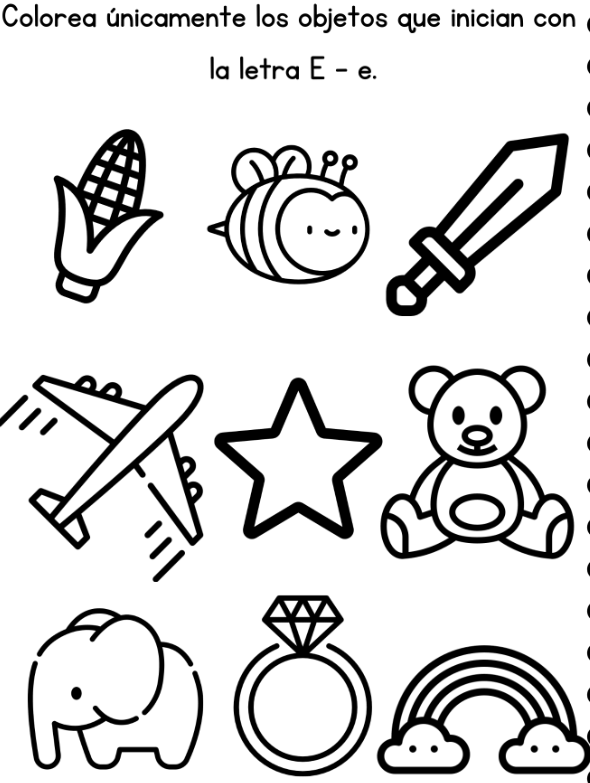 Colorea únicamente los objetos que inician con
la letra E - e.